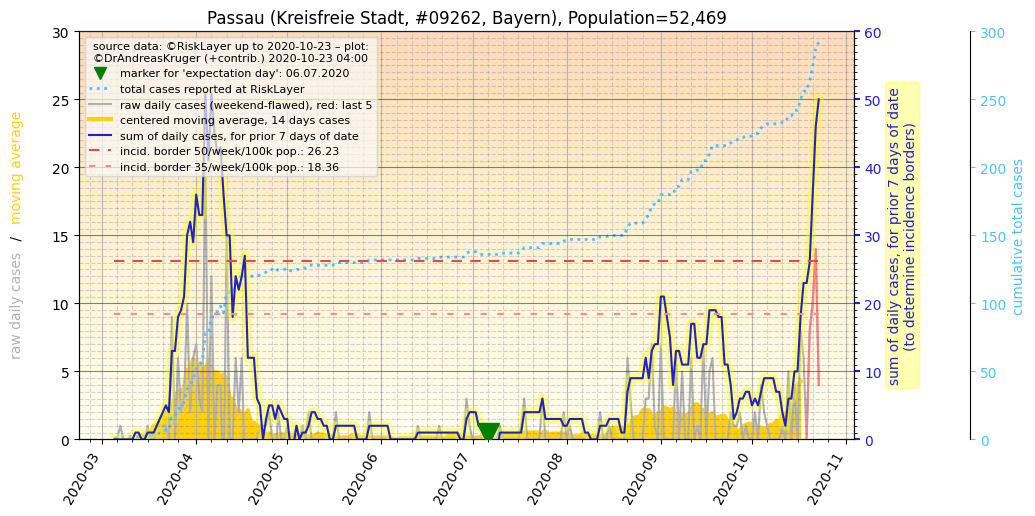 Passau (Kreisfreie Stadt, #09262, Bayern), Population=52,469
source data: ©RiskLayer up to 2020-10-23 – plot:
©DrAndreasKruger (+contrib.) 2020-10-23 04:00
marker for 'expectation day': 06.07.2020
total cases reported at RiskLayer
raw daily cases (weekend-flawed), red: last 5
centered moving average, 14 days cases
sum of daily cases, for prior 7 days of date
incid. border 50/week/100k pop.: 26.23
incid. border 35/week/100k pop.: 18.36
raw daily cases / moving average
30
25
20
15
10
5
0
60
50
40
30
20
10
0
sum of daily cases, for prior 7 days of date
(to determine incidence borders)
300
250
200
150
100
50
0
cumulative total cases
2020-03
2020-04
2020-05
2020-06
2020-07
2020-08
2020-09
2020-10
2020-11